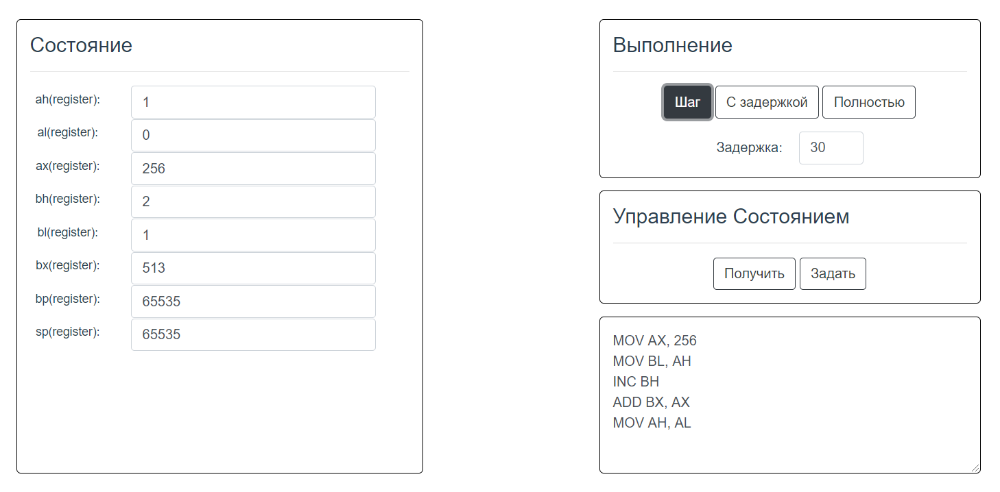 Состояние
ah(register): 1
al(register): 0
ax(register): 256
bh(register): 2
bl(register): 1
bx(register): 513
bp(register): 65535
sp(register): 65535
Выполнение
Шаг С задержкой Полностью
Задержка: 30
Управление Состоянием
Получить Задать
MOV AX, 256
MOV BL, AH
INC BH
ADD BX, AX
MOV AH, AL